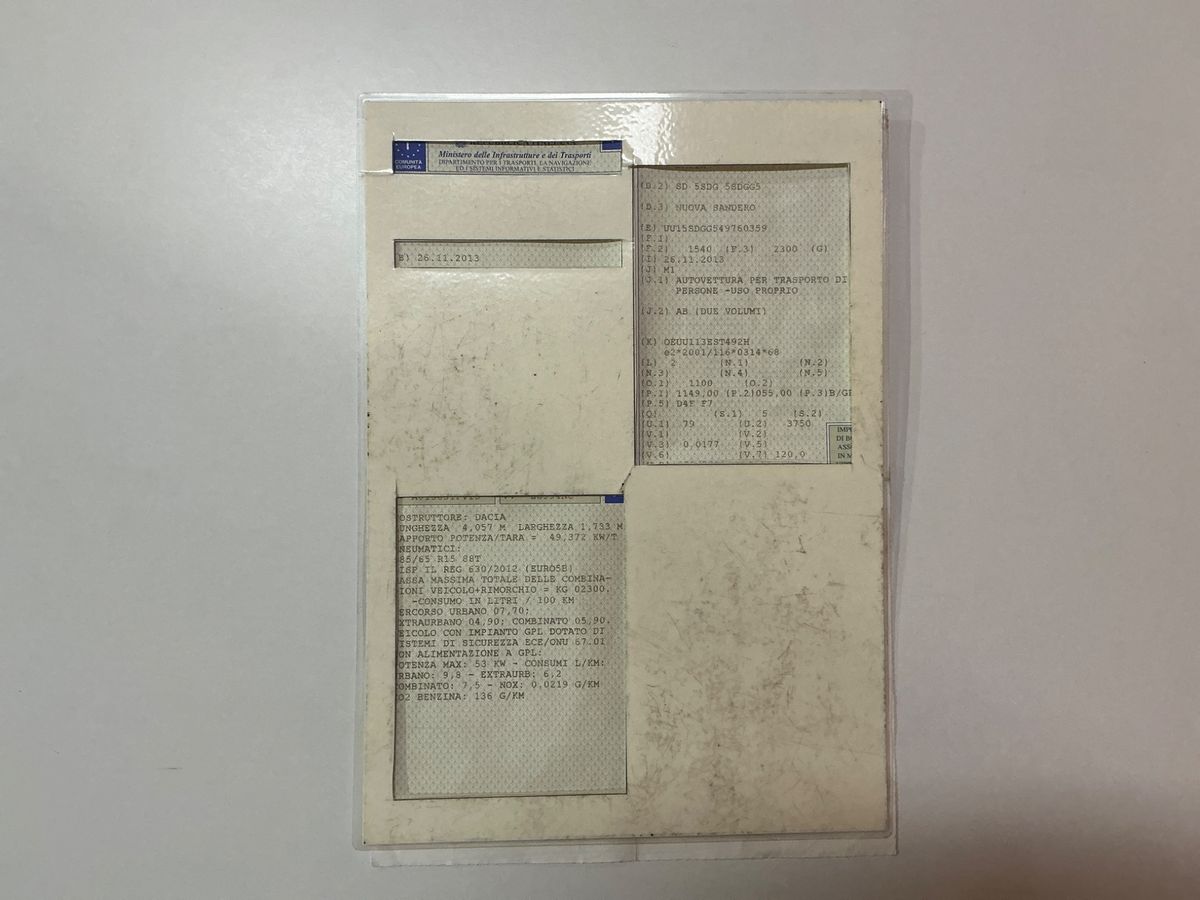 COMUNITÀ
EUROPEA
Ministero delle Infrastrutture e dei Trasporti
DIPARTIMENTO PER I TRASPORTI, LA NAVIGAZIONE
ED I SISTEMI INFORMATIVI E STATISTICI
B) 26.11.2013
(D.2) SD 5SDG 5SDGG5
(D.3) NUOVA SANDERO
(E) UU15SDGG549760359
(F.1)
(F.2) 1540 (F.3) 2300 (G)
(I) 26.11.2013
(J) M1
(J.1) AUTOVETTURA PER TRASPORTO DI
PERSONE -USO PROPRIO
(J.2) AB (DUE VOLUMI)
(K) OEUU113EST492H
e2*2001/116*0314*68
(L) 2 (N.1) (N.2)
(N.3) (N.4) (N.5)
(O.1) 1100 (O.2)
(P.1) 1149,00 (P.2)055,00 (P.3)B/GP
(P.5) D4F F7
(Q) (S.1) 5 (S.2)
(U.1) 79 (U.2) 3750
(V.1) (V.2)
(V.3) 0,0177 (V.5)
(V.6) (V.7) 120,0
IMP
DI B
ASS
IN M
OSTRUTTORE: DACIA
UNGHEZZA 4,057 M LARGHEZZA 1,733 M
APPORTO POTENZA/TARA = 49,372 KW/T
NEUMATICI:
85/65 R15 88T
ISP IL REG 630/2012 (EURO5B)
ASSA MASSIMA TOTALE DELLE COMBINA-
IONI VEICOLO+RIMORCHIO = KG 02300.
-CONSUMO IN LITRI / 100 KM
ERCORSO URBANO 07,70;
XTRAURBANO 04,90; COMBINATO 05,90.
EICOLO CON IMPIANTO GPL DOTATO DI
ISTEMI DI SICUREZZA ECE/ONU 67.01
ON ALIMENTAZIONE A GPL:
OTENZA MAX: 53 KW - CONSUMI L/KM:
RBANO: 9,8 - EXTRAURB: 6,2
OMBINATO: 7,5 - NOX: 0,0219 G/KM
O2 BENZINA: 136 G/KM